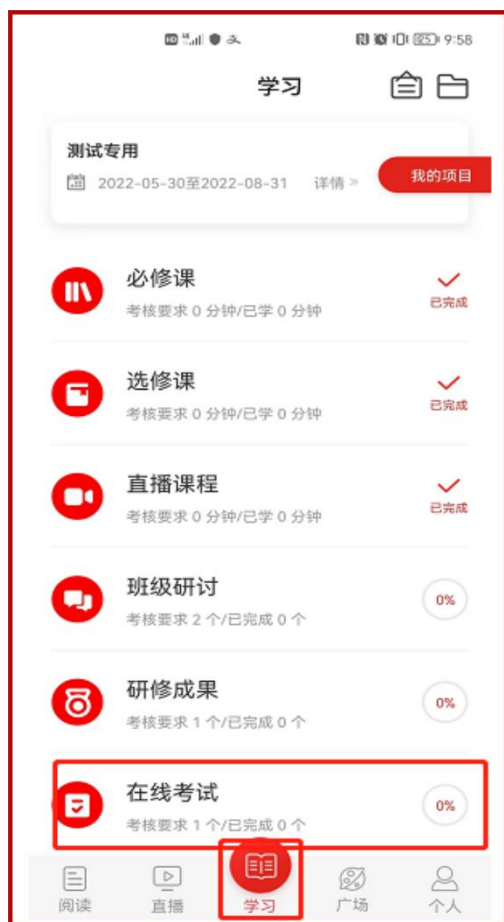 9:58
学习
测试专用
2022-05-30至2022-08-31 详情 »
我的项目
必修课
考核要求 0 分钟/已学 0 分钟
已完成
选修课
考核要求 0 分钟/已学 0 分钟
已完成
直播课程
考核要求 0 分钟/已学 0 分钟
已完成
班级研讨
考核要求 2 个/已完成 0 个
0%
研修成果
考核要求 1 个/已完成 0 个
0%
在线考试
考核要求 1 个/已完成 0 个
0%
阅读 直播 学习 广场 个人